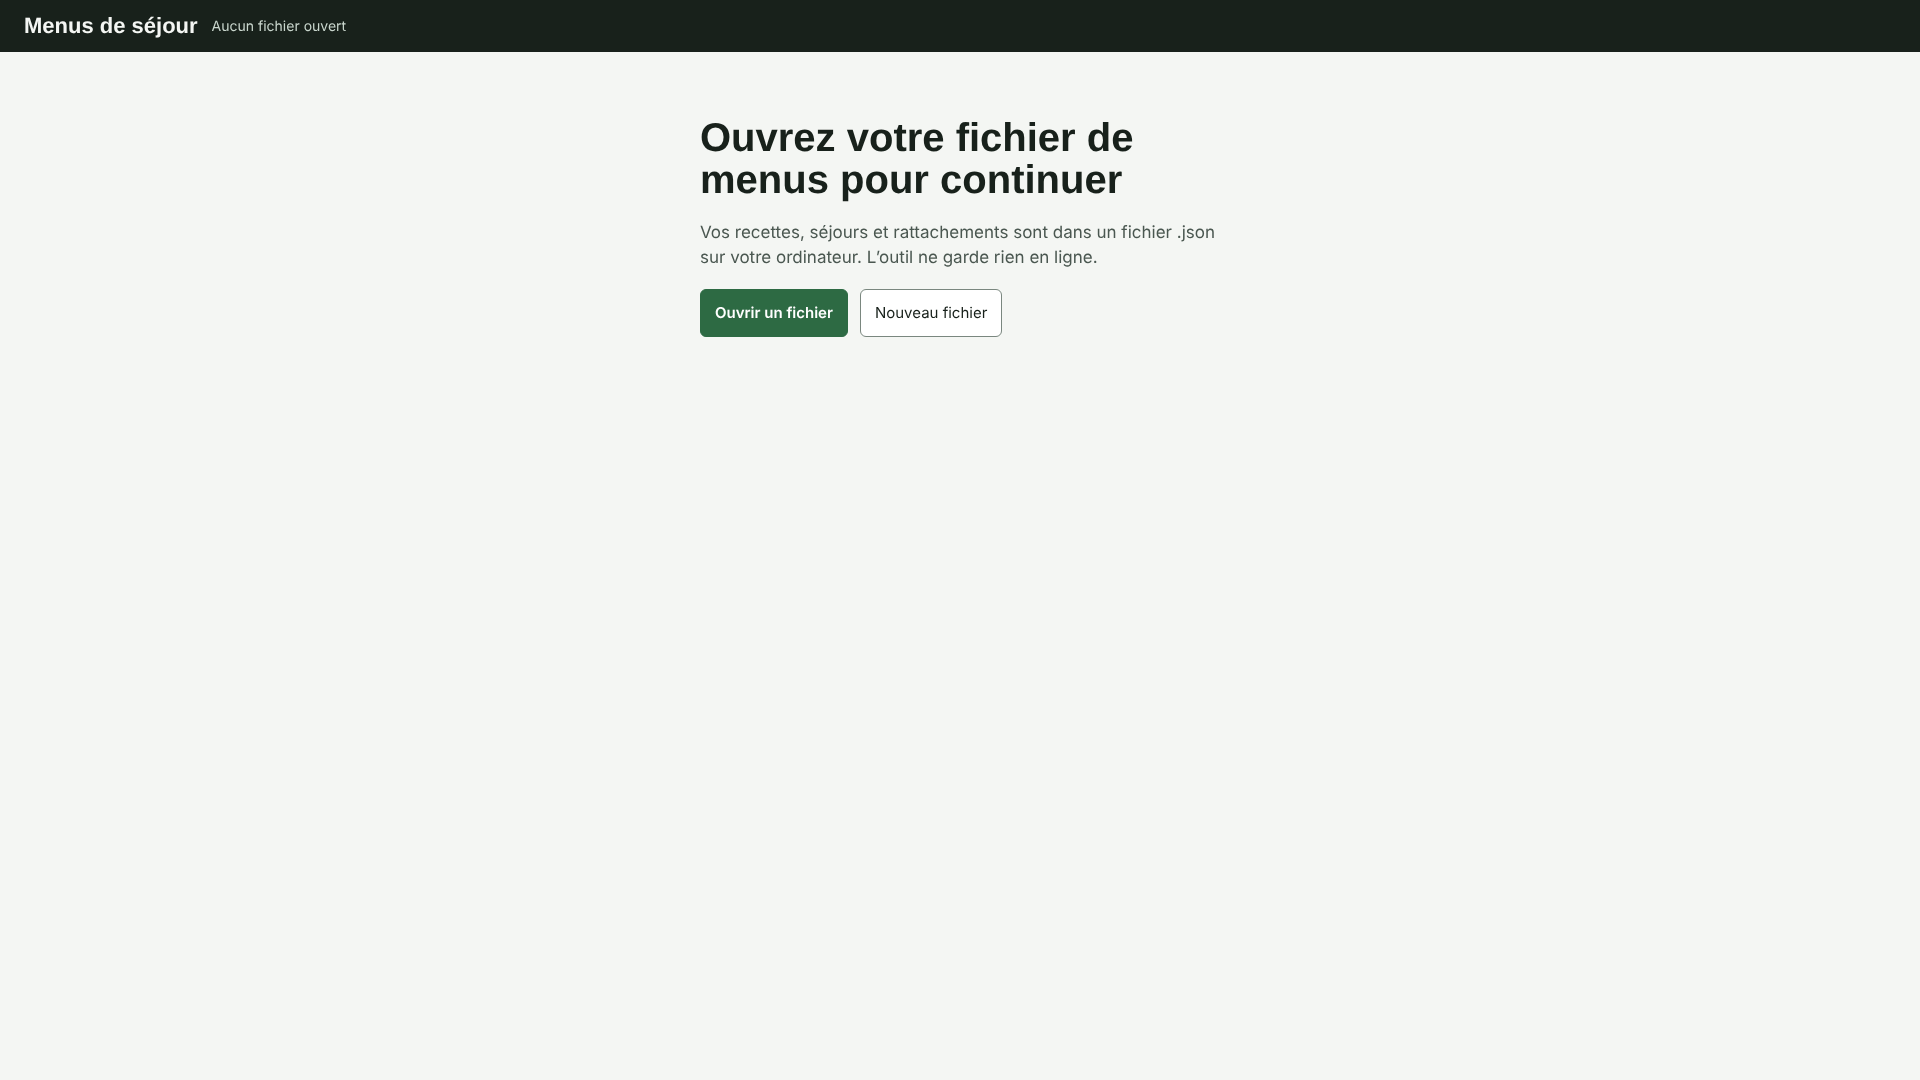 Menus de séjour Aucun fichier ouvert
Ouvrez votre fichier de
menus pour continuer
Vos recettes, séjours et rattachements sont dans un fichier .json
sur votre ordinateur. L’outil ne garde rien en ligne.
Ouvrir un fichier Nouveau fichier